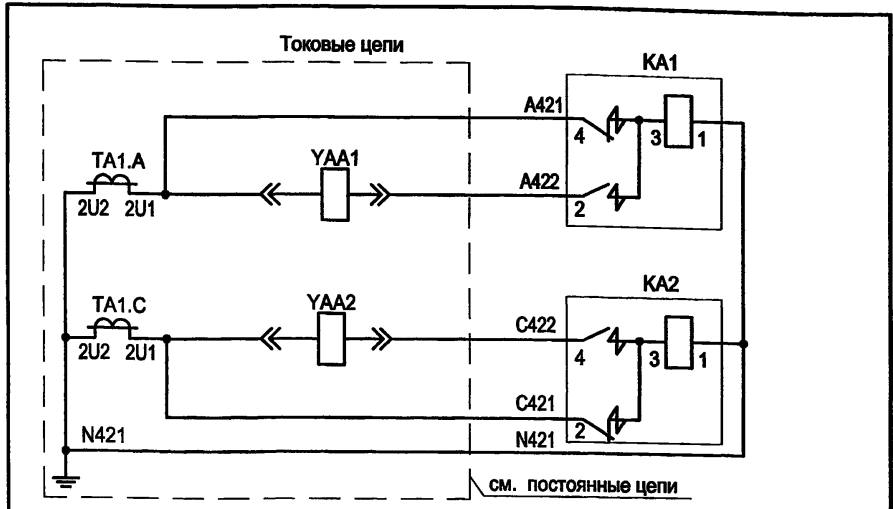 Токовые цепи
KA1
A421
4
3
1
TA1.A
YAA1
A422
2U2
2U1
2
TA1.C
YAA2
KA2
C422
2U2
2U1
4
3
1
C421
2
N421
N421
см. постоянные цепи